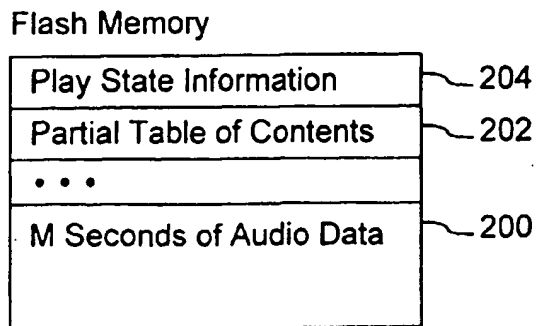 Flash Memory
Play State Information 204
Partial Table of Contents 202
• • •
M Seconds of Audio Data 200